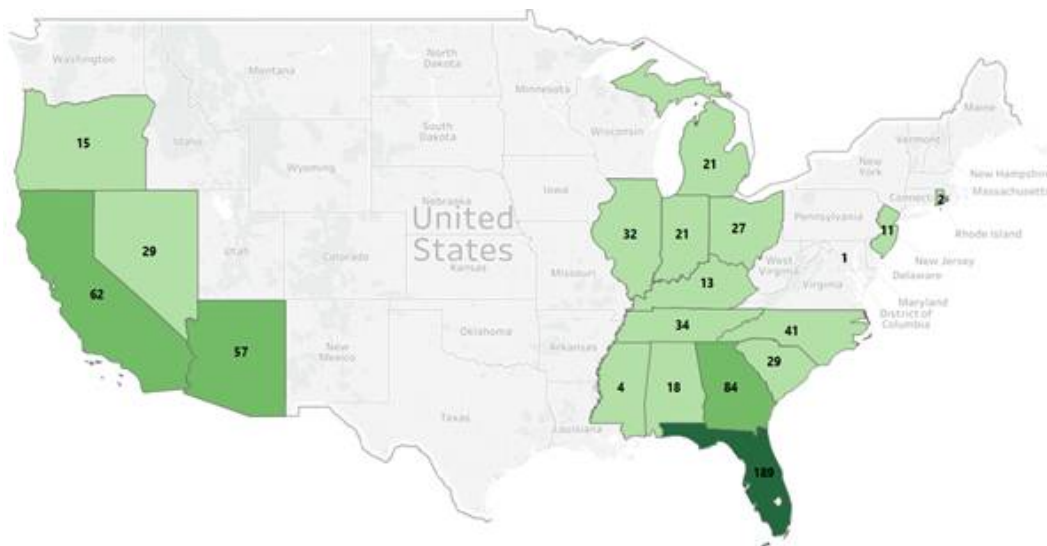 Washington
North
Dakota
Montana
Minnesota
Maine
15
Idaho
South
Dakota
Wisconsin
Vermont
21
New
York
New Hampshire
Wyoming
Massachusetts
Iowa
Connecti
2
Nebraska
United
States
32
21
27
Pennsylvania
11
Rhode Island
29
Utah
Colorado
Kansas
Missouri
West
Virginia
1
New Jersey
Delaware
62
13
Virginia
Maryland
District of
Columbia
57
New
Mexico
Oklahoma
Arkansas
34
41
29
4
18
84
Texas
Louisiana
189